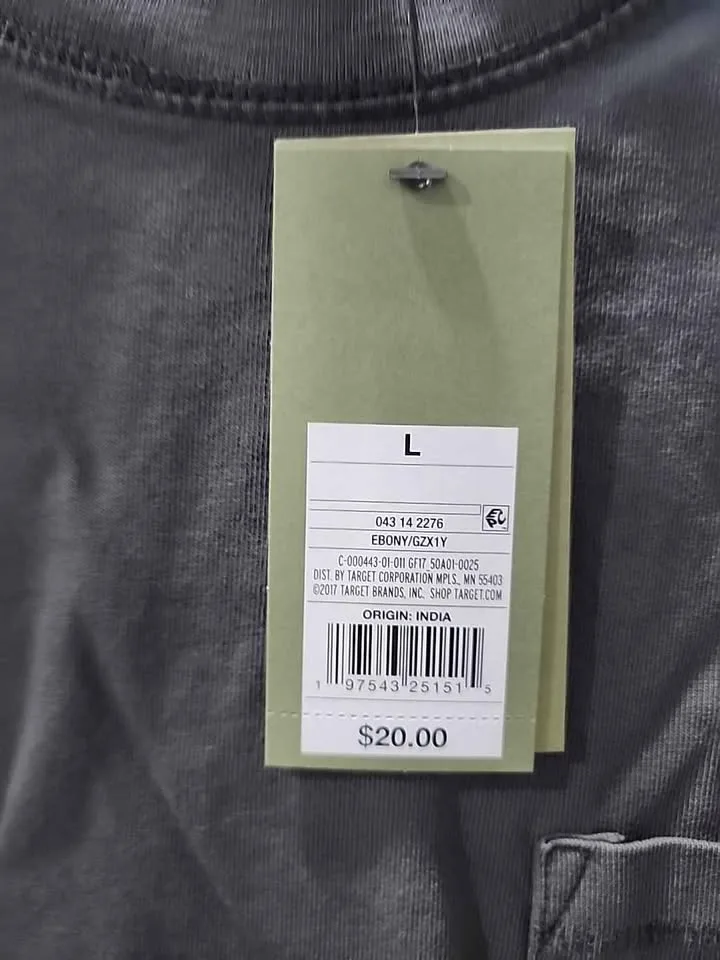 L
043 14 2276
EBONY/GZX1Y
C-000443-01-011 GF17 50A01-0025
DIST. BY TARGET CORPORATION MPLS., MN 55403
©2017 TARGET BRANDS, INC. SHOP TARGET.COM
ORIGIN: INDIA
1 97543 25151 5
$20.00